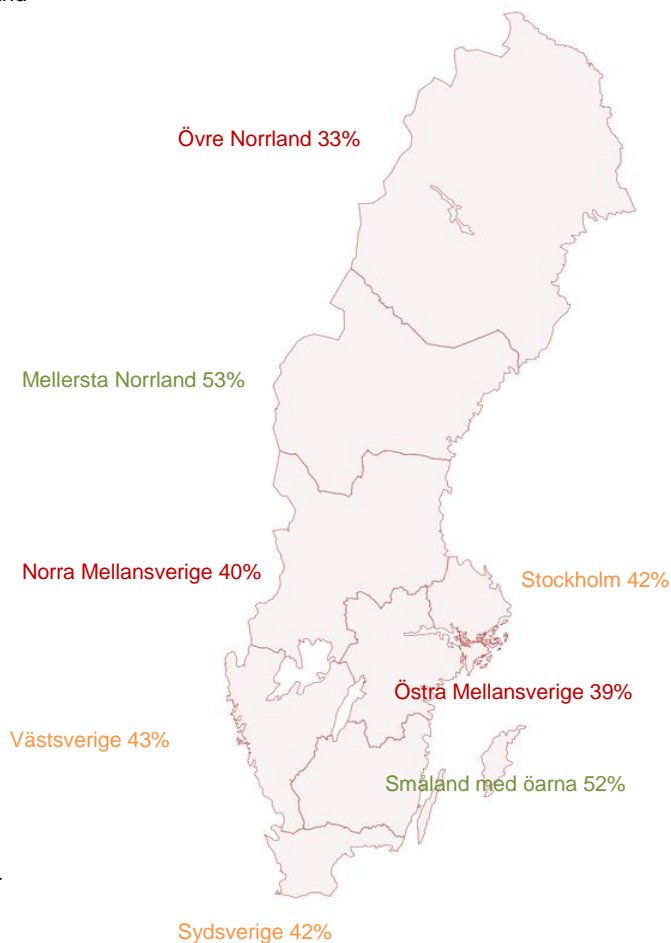 Övre Norrland 33%
Mellersta Norrland 53%
Norra Mellansverige 40%
Stockholm 42%
Östra Mellansverige 39%
Västsverige 43%
Småland med öarna 52%
Sydsverige 42%